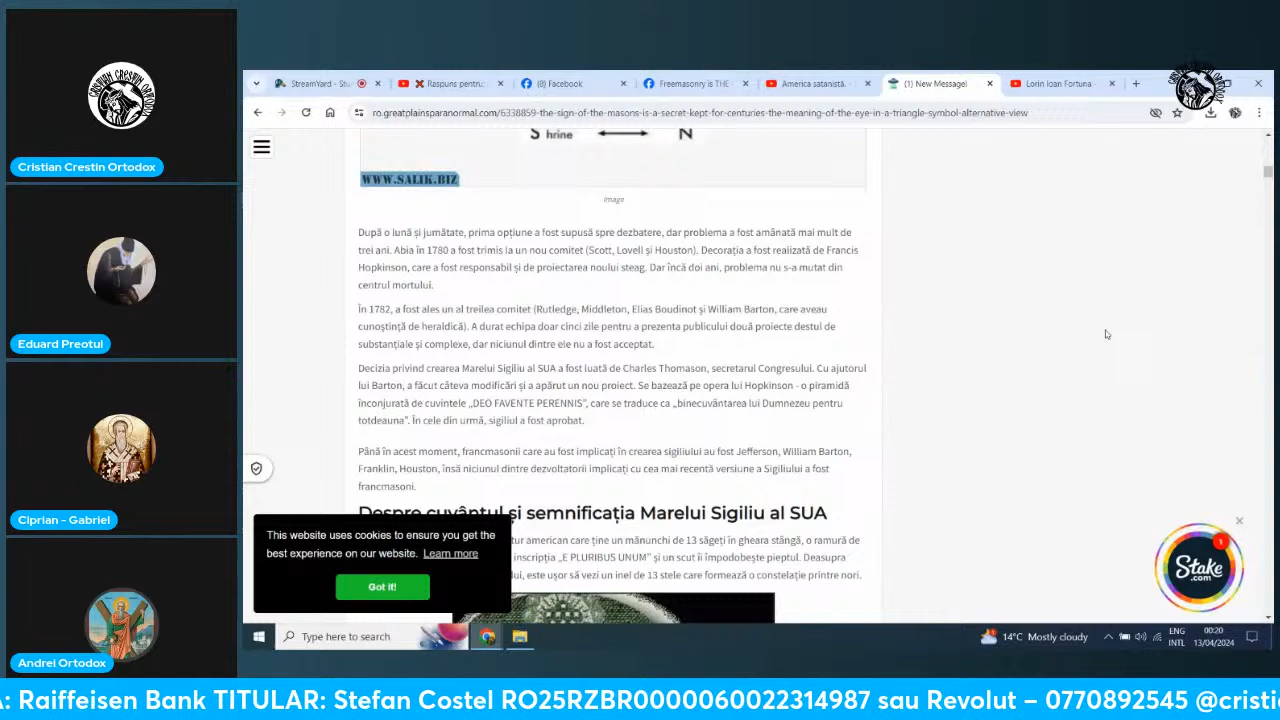 CRISTIAN CRESTIN ORTODOX
Cristian Crestin Ortodox
Eduard Preotul
Ciprian - Gabriel
Andrei Ortodox
StreamYard - Stu
Raspuns pentru
(8) Facebook
Freemasonry is THE
America satanistă.
(1) New Message!
Lorin Ioan Fortuna -
ro.greatplainsparanormal.com/6338859-the-sign-of-the-masons-is-a-secret-kept-for-centuries-the-meaning-of-the-eye-in-a-triangle-symbol-alternative-view
S hrine N
WWW.SALIK.BIZ
Image
După o lună și jumătate, prima opțiune a fost supusă spre dezbatere, dar problema a fost amânată mai mult de
trei ani. Abia în 1780 a fost trimis la un nou comitet (Scott, Lovell și Houston). Decorația a fost realizată de Francis
Hopkinson, care a fost responsabil și de proiectarea noului steag. Dar încă doi ani, problema nu s-a mutat din
centrul mortului.
În 1782, a fost ales un al treilea comitet (Rutledge, Middleton, Elias Boudinot și William Barton, care aveau
cunoștință de heraldică). A durat echipa doar cinci zile pentru a prezenta publicului două proiecte destul de
substanțiale și complexe, dar niciunul dintre ele nu a fost acceptat.
Decizia privind crearea Marelui Sigiliu al SUA a fost luată de Charles Thomason, secretarul Congresului. Cu ajutorul
lui Barton, a făcut câteva modificări și a apărut un nou proiect. Se bazează pe opera lui Hopkinson - o piramidă
înconjurată de cuvintele „DEO FAVENTE PERENNIS”, care se traduce ca „binecuvântarea lui Dumnezeu pentru
totdeauna”. În cele din urmă, sigiliul a fost aprobat.
Până în acest moment, francmasonii care au fost implicați în crearea sigiliului au fost Jefferson, William Barton,
Franklin, Houston, însă niciunul dintre dezvoltatorii implicați cu cea mai recentă versiune a Sigiliului a fost
francmasoni.
Despre cuvântul și semnificația Marelui Sigiliu al SUA
tur american care ține un mănunchi de 13 săgeți în gheara stângă, o ramură de
inscripția „E PLURIBUS UNUM” și un scut îi împodobește pieptul. Deasupra
lui, este ușor să vezi un inel de 13 stele care formează o constelație printre nori.
This website uses cookies to ensure you get the
best experience on our website. Learn more
Got it!
1
Stake
.com
Type here to search
14°C Mostly cloudy
ENG
INTL
00:20
13/04/2024
A: Raiffeisen Bank TITULAR: Stefan Costel RO25RZBR0000060022314987 sau Revolut – 0770892545 @cristi